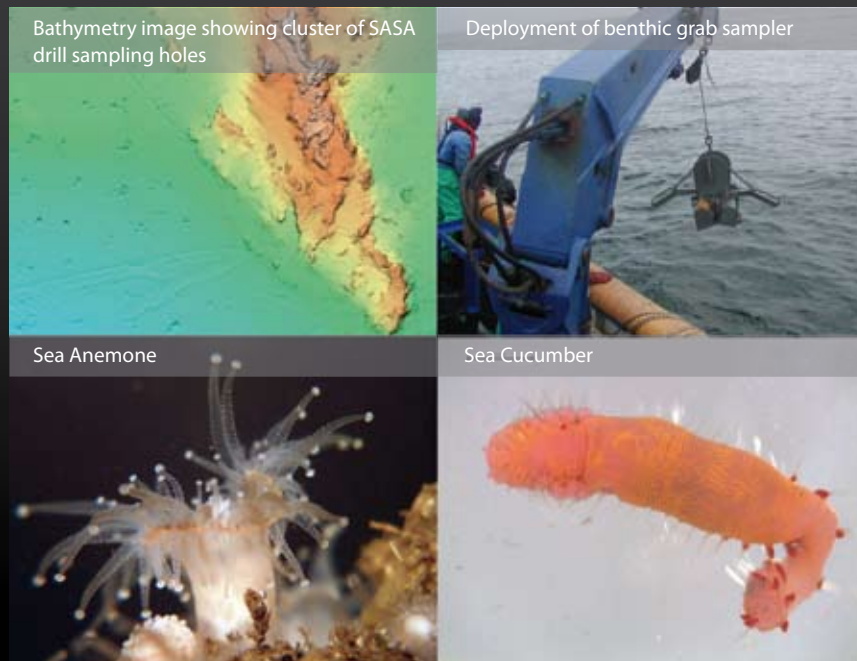 Bathymetry image showing cluster of SASA
drill sampling holes
Deployment of benthic grab sampler
Sea Anemone
Sea Cucumber